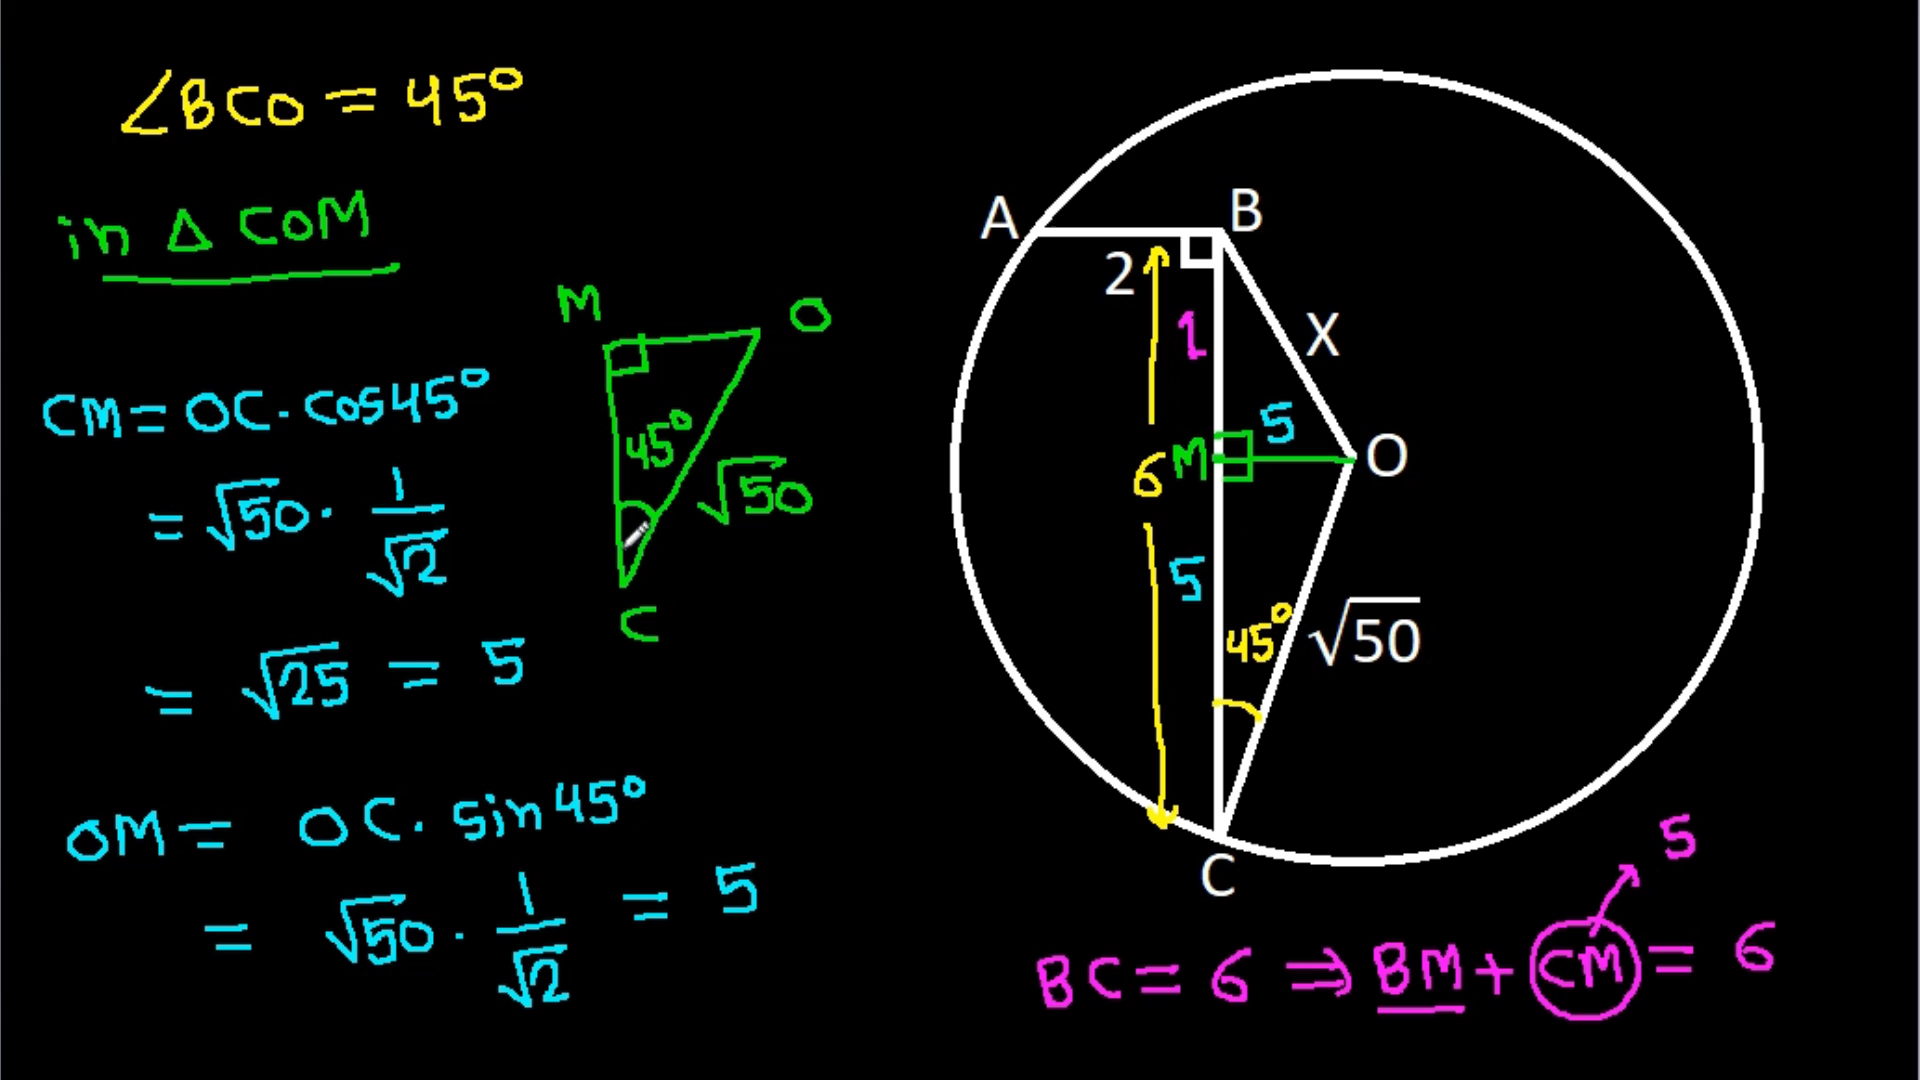 ∠BCO = 45°
in △ COM
CM = OC · cos45°
= √50 · 1/√2
= √25 = 5
OM = OC · sin45°
= √50 · 1/√2 = 5
M
O
45°
√50
C
A
B
2
1
X
5
6
M
O
5
45°
√50
C
5
BC = 6 ⇒ BM + CM = 6